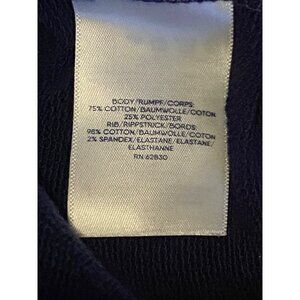 BODY/RUMPF/CORPS:
75% COTTON/BAUMWOLLE/COTON
25% POLYESTER
RIB/RIPPSTRICK/BORDS:
98% COTTON/BAUMWOLLE/COTON
2% SPANDEX/ELASTANE/ELASTANE/
ELASTHANNE
RN 62830